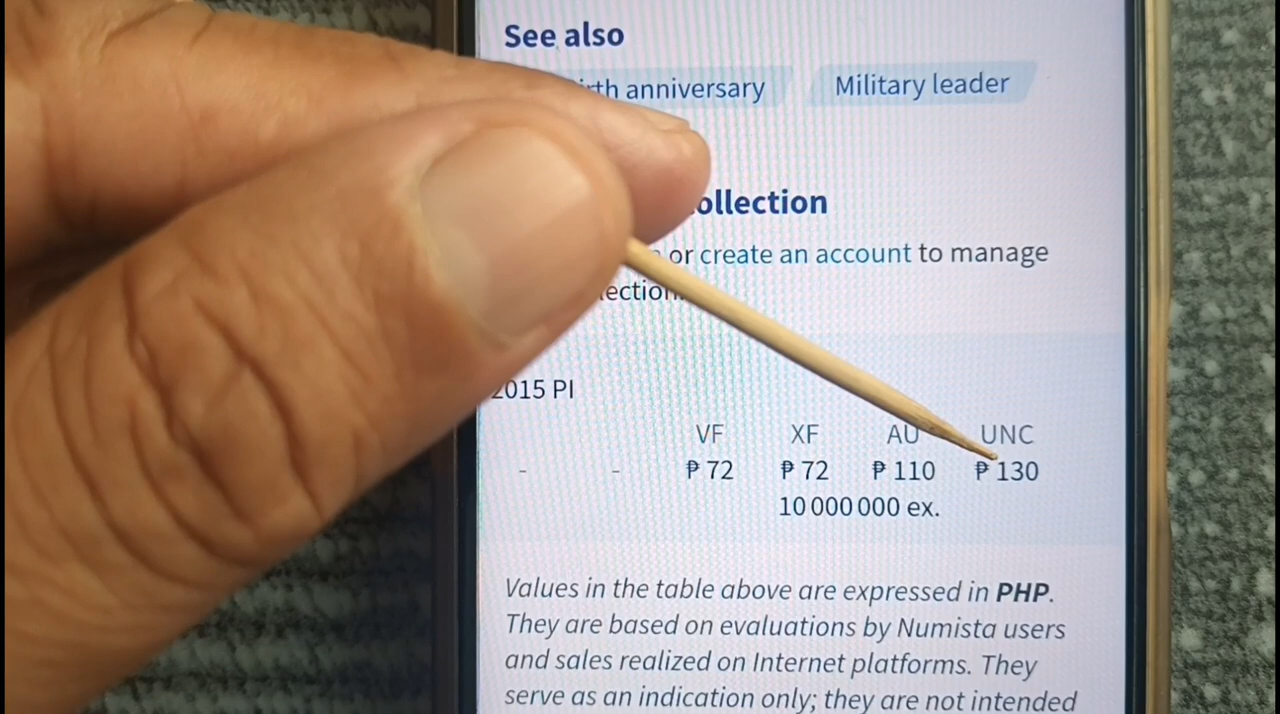 See also
anniversary
Military leader
or create an account to manage
2015 PI
VF XF AU UNC
- - ₱ 72 ₱ 72 ₱ 110 ₱ 130
10 000 000 ex.
Values in the table above are expressed in PHP.
They are based on evaluations by Numista users
and sales realized on Internet platforms. They
serve as an indication only; they are not intended